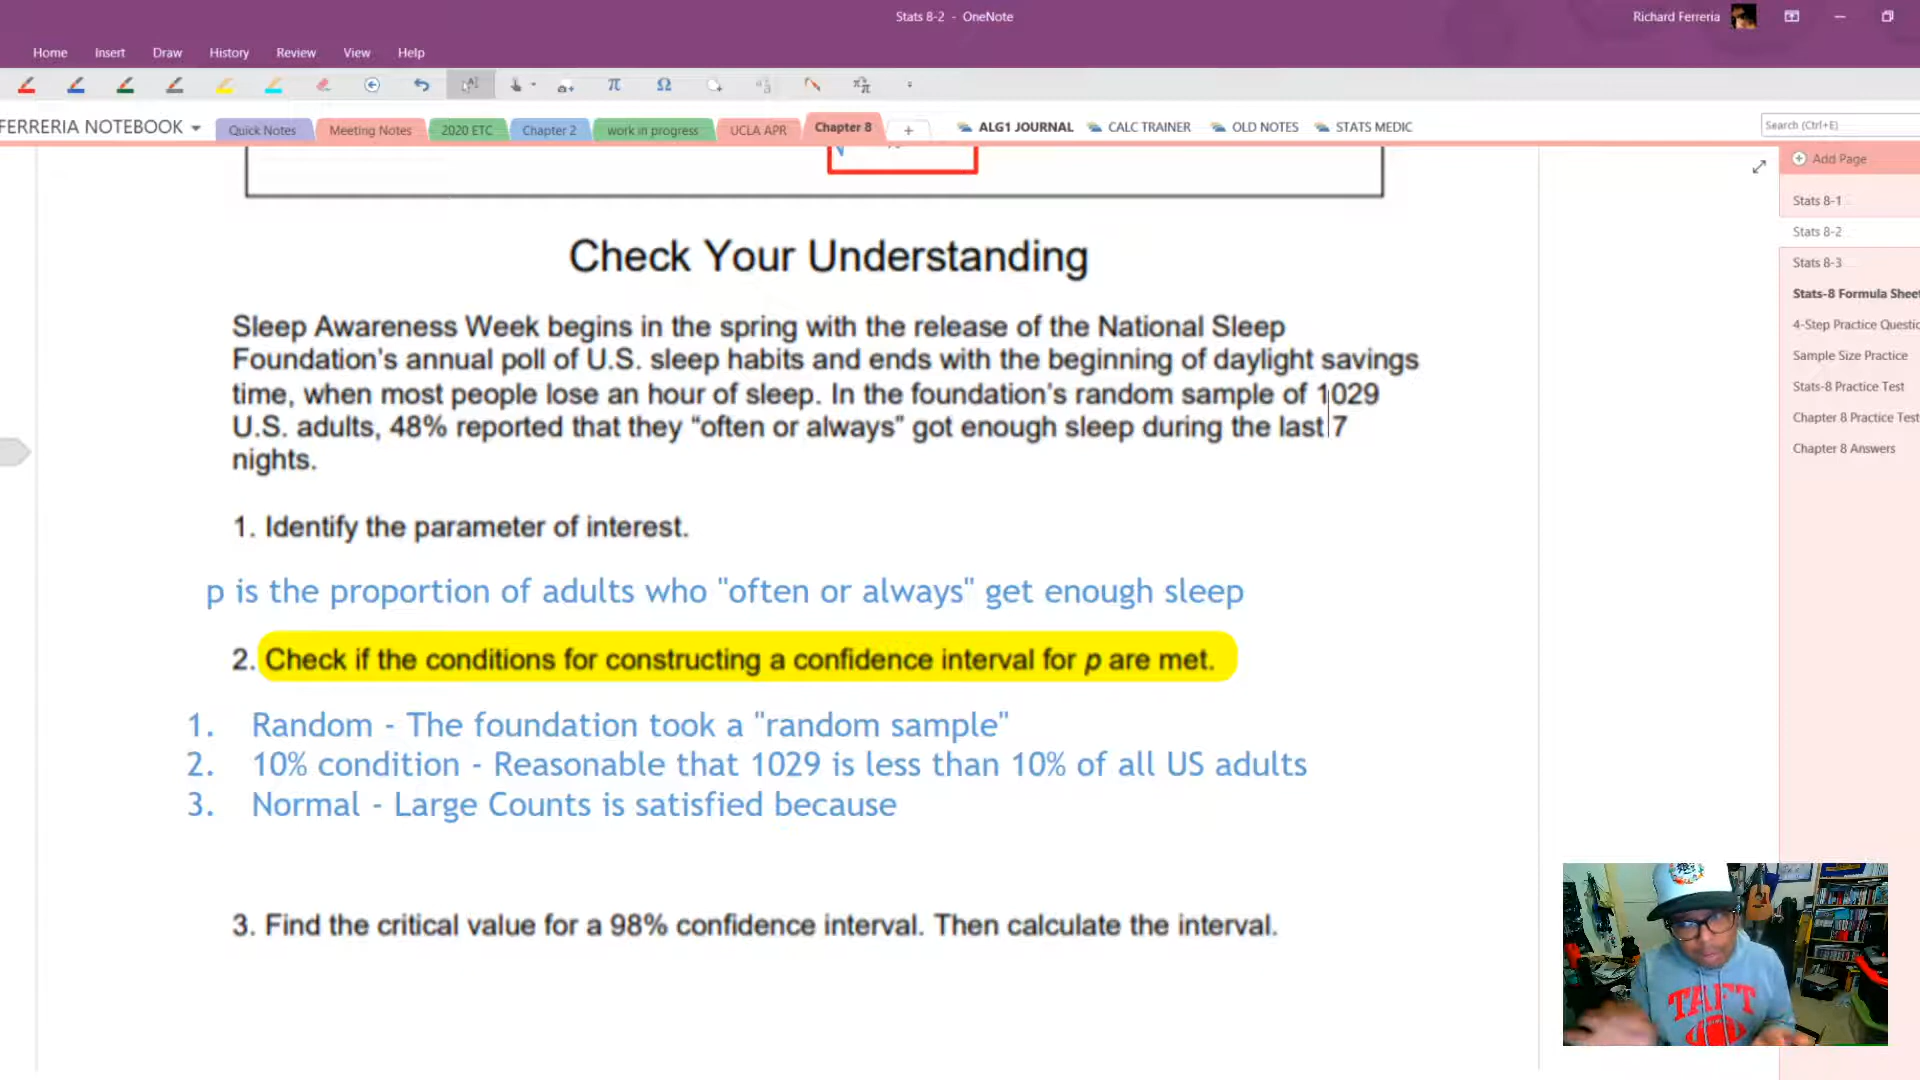 Stats 8-2 - OneNote
Richard Ferreria
Home Insert Draw History Review View Help
FERRERIA NOTEBOOK
Quick Notes
Meeting Notes
2020 ETC
Chapter 2
work in progress
UCLA APR
Chapter 8
+
ALG1 JOURNAL
CALC TRAINER
OLD NOTES
STATS MEDIC
Search (Ctrl+E)
Add Page
Stats 8-1
Stats 8-2
Stats 8-3
Stats-8 Formula Sheet
4-Step Practice Questio
Sample Size Practice
Stats-8 Practice Test
Chapter 8 Practice Test
Chapter 8 Answers
Check Your Understanding
Sleep Awareness Week begins in the spring with the release of the National Sleep
Foundation's annual poll of U.S. sleep habits and ends with the beginning of daylight savings
time, when most people lose an hour of sleep. In the foundation's random sample of 1029
U.S. adults, 48% reported that they “often or always” got enough sleep during the last 7
nights.
1. Identify the parameter of interest.
p is the proportion of adults who "often or always" get enough sleep
2. Check if the conditions for constructing a confidence interval for p are met.
1. Random - The foundation took a "random sample"
2. 10% condition - Reasonable that 1029 is less than 10% of all US adults
3. Normal - Large Counts is satisfied because
3. Find the critical value for a 98% confidence interval. Then calculate the interval.
TAFT